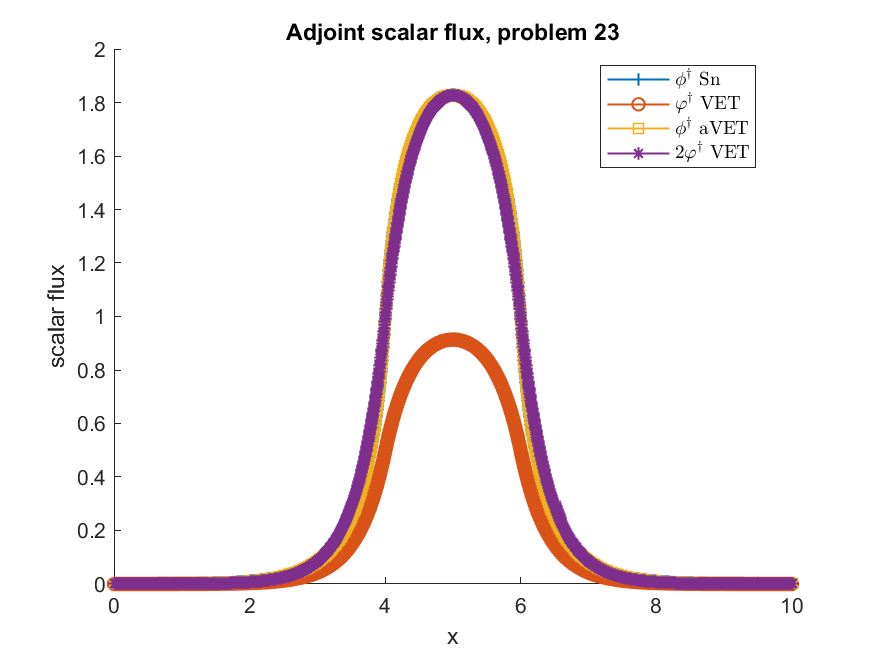 Adjoint scalar flux, problem 23
ϕ† Sn
φ† VET
ϕ† aVET
2φ† VET
scalar flux
2
1.8
1.6
1.4
1.2
1
0.8
0.6
0.4
0.2
0
0 2 4 6 8 10
x